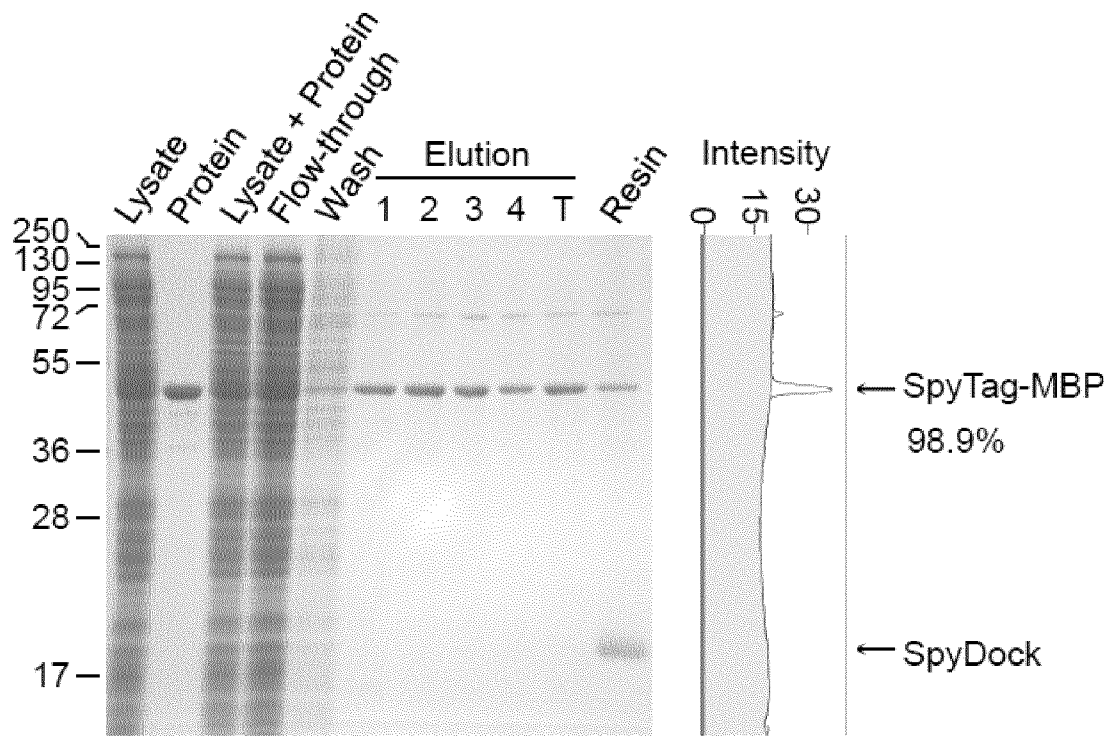 Lysate
Protein
Lysate + Protein
Flow-through
Wash
Elution
1 2 3 4 T
Resin
Intensity
0 15 30
250
130
95
72
55
36
28
17
SpyTag-MBP
98.9%
SpyDock